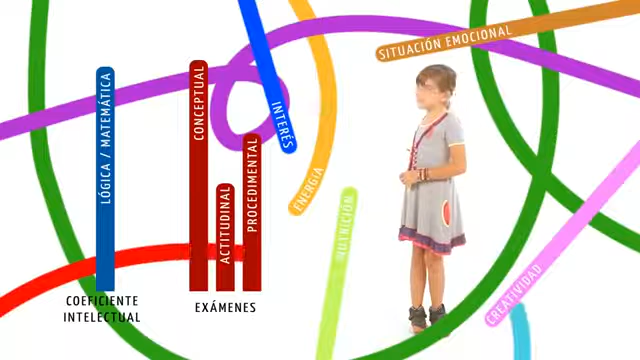 SITUACIÓN EMOCIONAL
LÓGICA / MATEMÁTICA
CONCEPTUAL
INTERÉS
ACTITUDINAL
PROCEDIMENTAL
ENERGíA
NUTRICIÓN
CREATIVIDAD
COEFICIENTE
INTELECTUAL
EXÁMENES